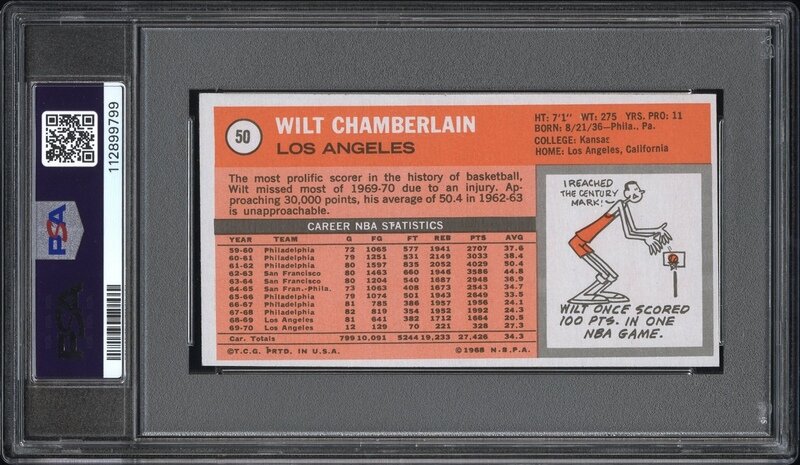 PSA
PSA
112899799
50
WILT CHAMBERLAIN
LOS ANGELES
HT: 7'1" WT: 275 YRS. PRO: 11
BORN: 8/21/36—Phila., Pa.
COLLEGE: Kansas
HOME: Los Angeles, California
The most prolific scorer in the history of basketball,
Wilt missed most of 1969-70 due to an injury. Ap-
proaching 30,000 points, his average of 50.4 in 1962-63
is unapproachable.
CAREER NBA STATISTICS
YEAR TEAM G FG FT REB PTS AVG
59-60 Philadelphia 72 1065 577 1941 2707 37.6
60-61 Philadelphia 79 1251 531 2149 3033 38.4
61-62 Philadelphia 80 1597 835 2052 4029 50.4
62-63 San Francisco 80 1463 660 1946 3586 44.8
63-64 San Francisco 80 1204 540 1687 2948 36.9
64-65 San Fran.-Phila. 73 1063 408 1673 2543 34.7
65-66 Philadelphia 79 1074 501 1943 2649 33.5
66-67 Philadelphia 81 785 386 1957 1956 24.1
67-68 Philadelphia 82 819 354 1952 1992 24.3
68-69 Los Angeles 81 641 382 1712 1664 20.5
69-70 Los Angeles 12 129 70 221 328 27.3
Car. Totals 799 10,091 5244 19,233 27,426 34.3
©T.C.G. PRTD. IN U.S.A. ©1968 N.B.P.A.
I REACHED
THE CENTURY
MARK!
WILT ONCE SCORED
100 PTS. IN ONE
NBA GAME.